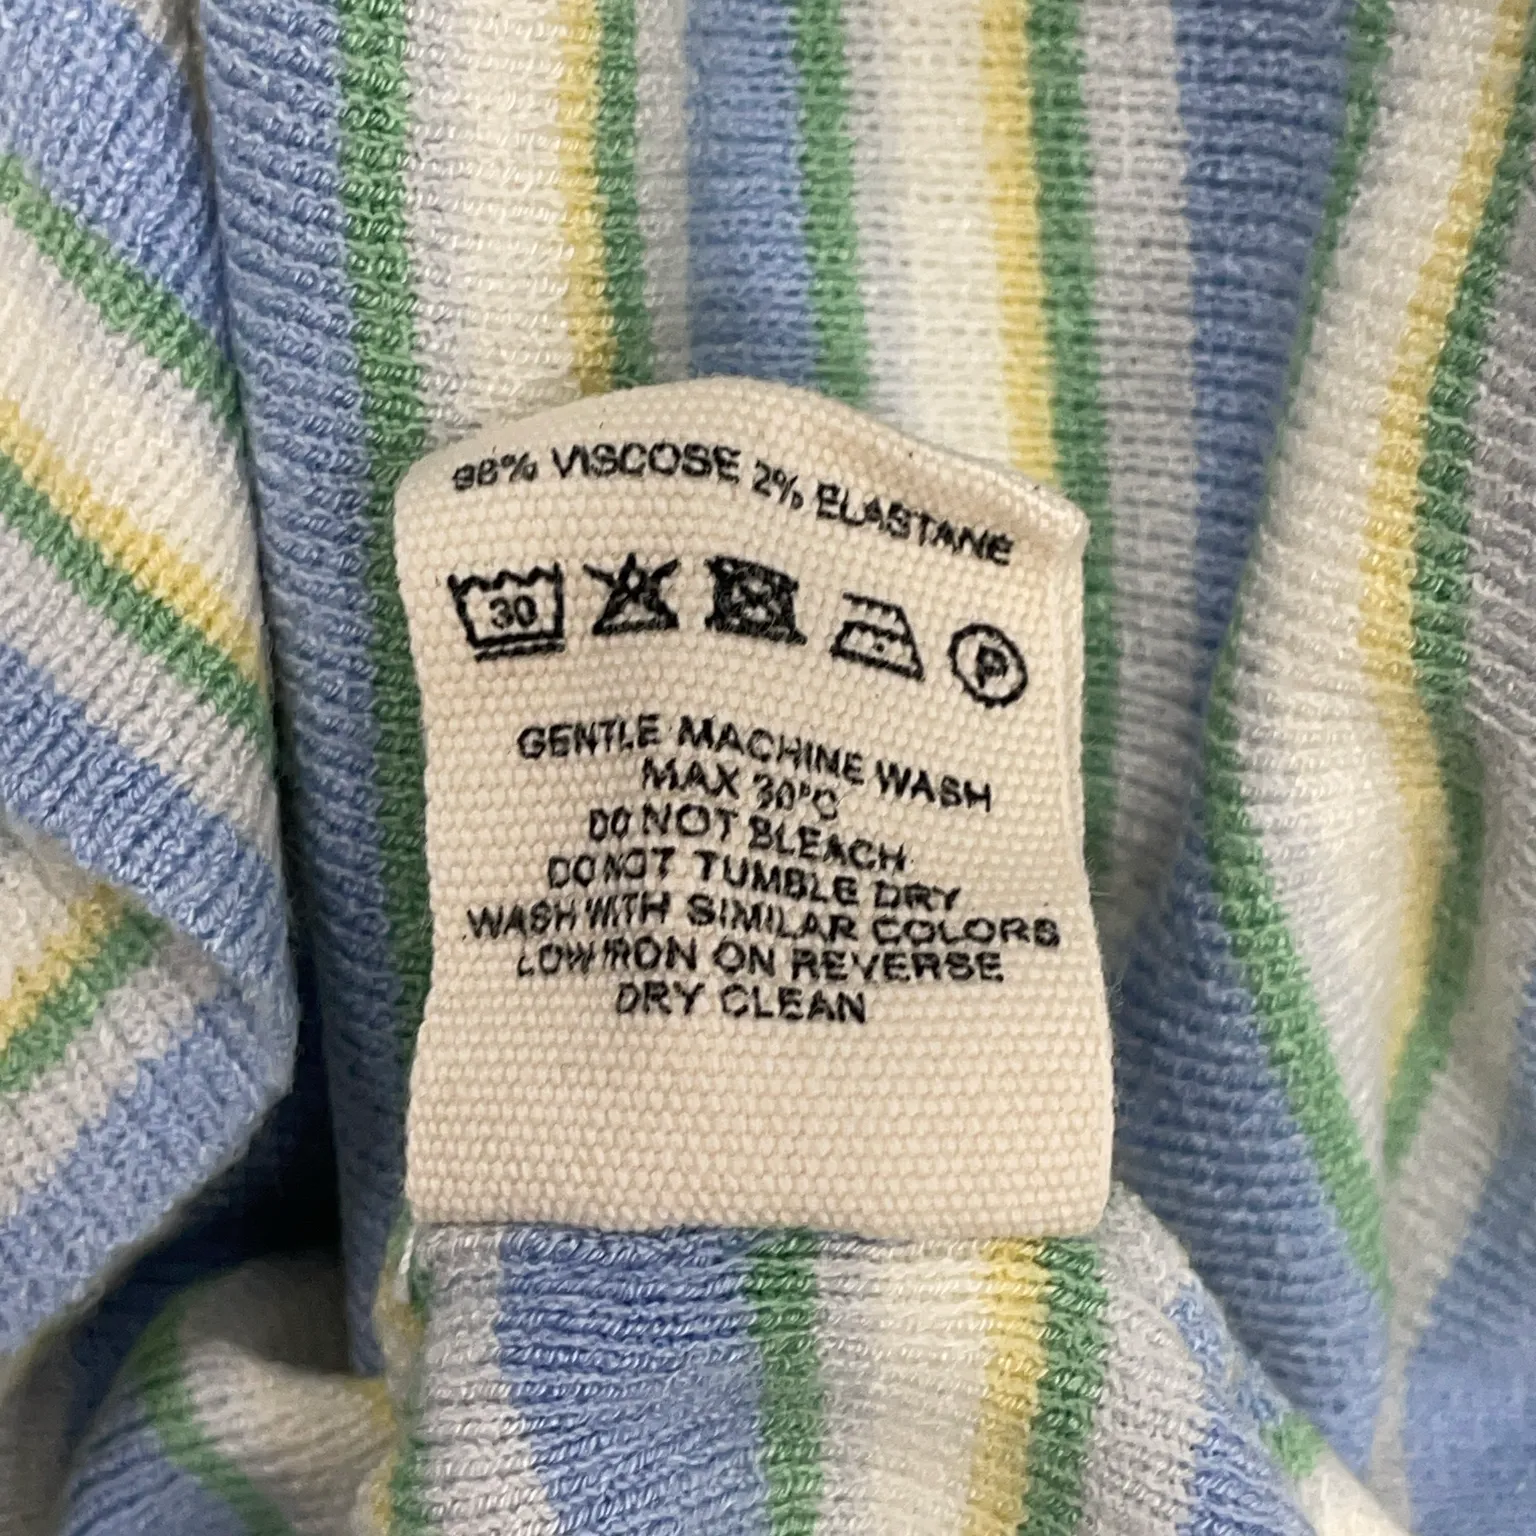 98% VISCOSE 2% ELASTANE
30
P
GENTLE MACHINE WASH
MAX 30°C
DO NOT BLEACH
DO NOT TUMBLE DRY
WASH WITH SIMILAR COLORS
LOW IRON ON REVERSE
DRY CLEAN